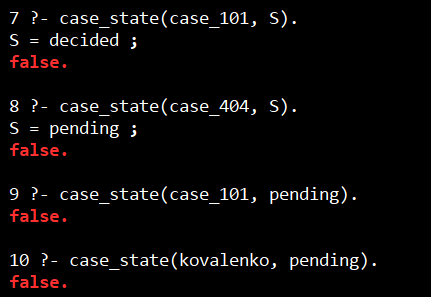 7 ?- case_state(case_101, S).
S = decided ;
false.
8 ?- case_state(case_404, S).
S = pending ;
false.
9 ?- case_state(case_101, pending).
false.
10 ?- case_state(kovalenko, pending).
false.